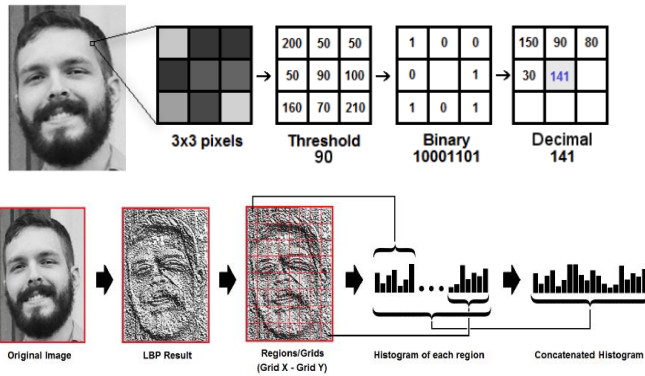 200 50 50
50 90 100
160 70 210
1 0 0
0 1
1 0 1
150 90 80
30 141
3x3 pixels
Threshold
90
Binary
10001101
Decimal
141
Original Image
LBP Result
Regions/Grids
(Grid X - Grid Y)
Histogram of each region
Concatenated Histogram